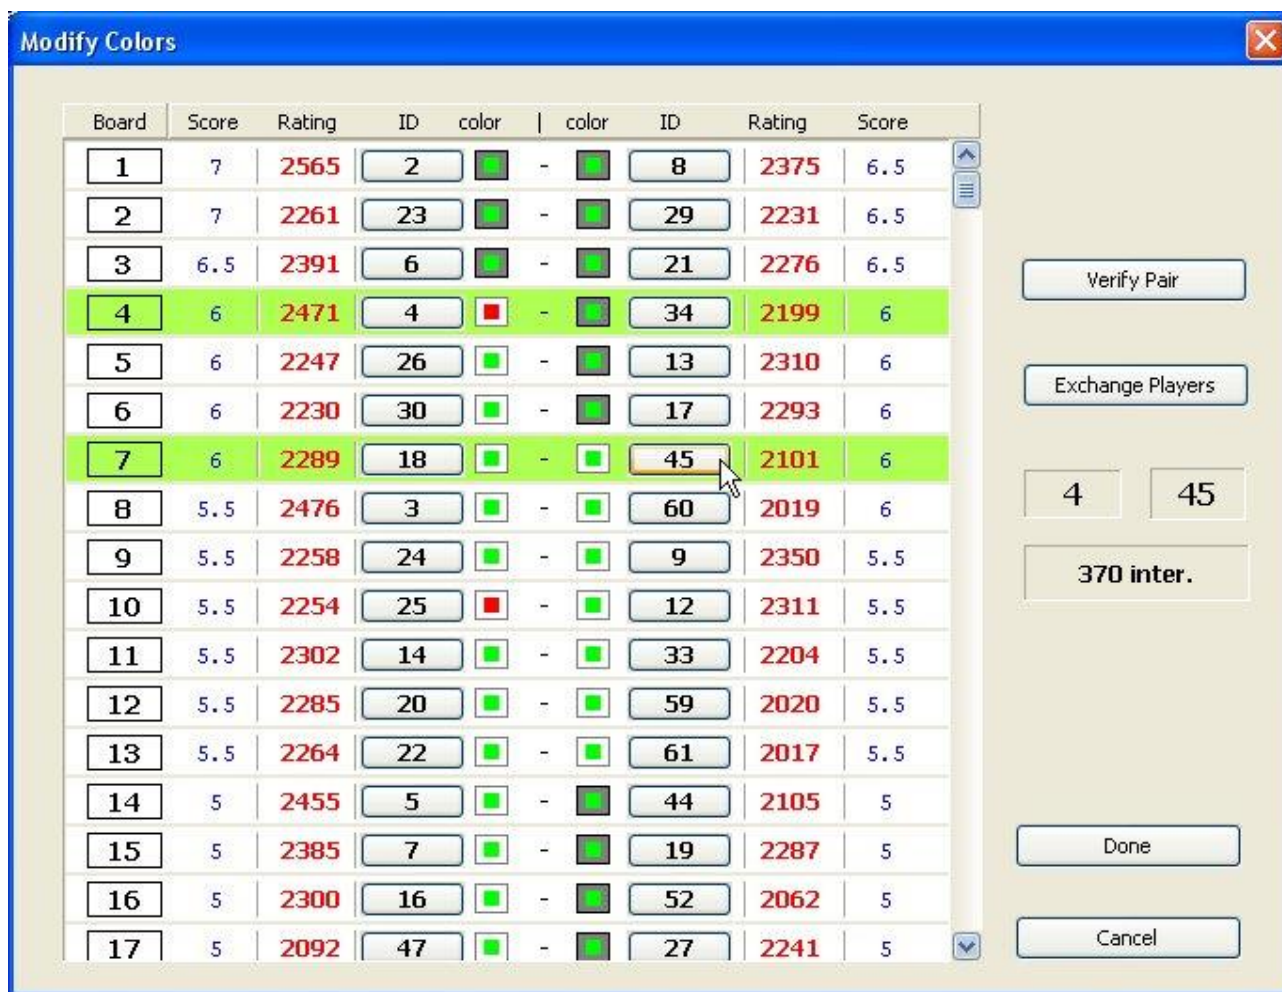 Modify Colors
Board Score Rating ID color | color ID Rating Score
1 7 2565 2 - 8 2375 6.5
2 7 2261 23 - 29 2231 6.5
3 6.5 2391 6 - 21 2276 6.5
4 6 2471 4 - 34 2199 6
5 6 2247 26 - 13 2310 6
6 6 2230 30 - 17 2293 6
7 6 2289 18 - 45 2101 6
8 5.5 2476 3 - 60 2019 6
9 5.5 2258 24 - 9 2350 5.5
10 5.5 2254 25 - 12 2311 5.5
11 5.5 2302 14 - 33 2204 5.5
12 5.5 2285 20 - 59 2020 5.5
13 5.5 2264 22 - 61 2017 5.5
14 5 2455 5 - 44 2105 5
15 5 2385 7 - 19 2287 5
16 5 2300 16 - 52 2062 5
17 5 2092 47 - 27 2241 5
Verify Pair
Exchange Players
4 45
370 inter.
Done
Cancel